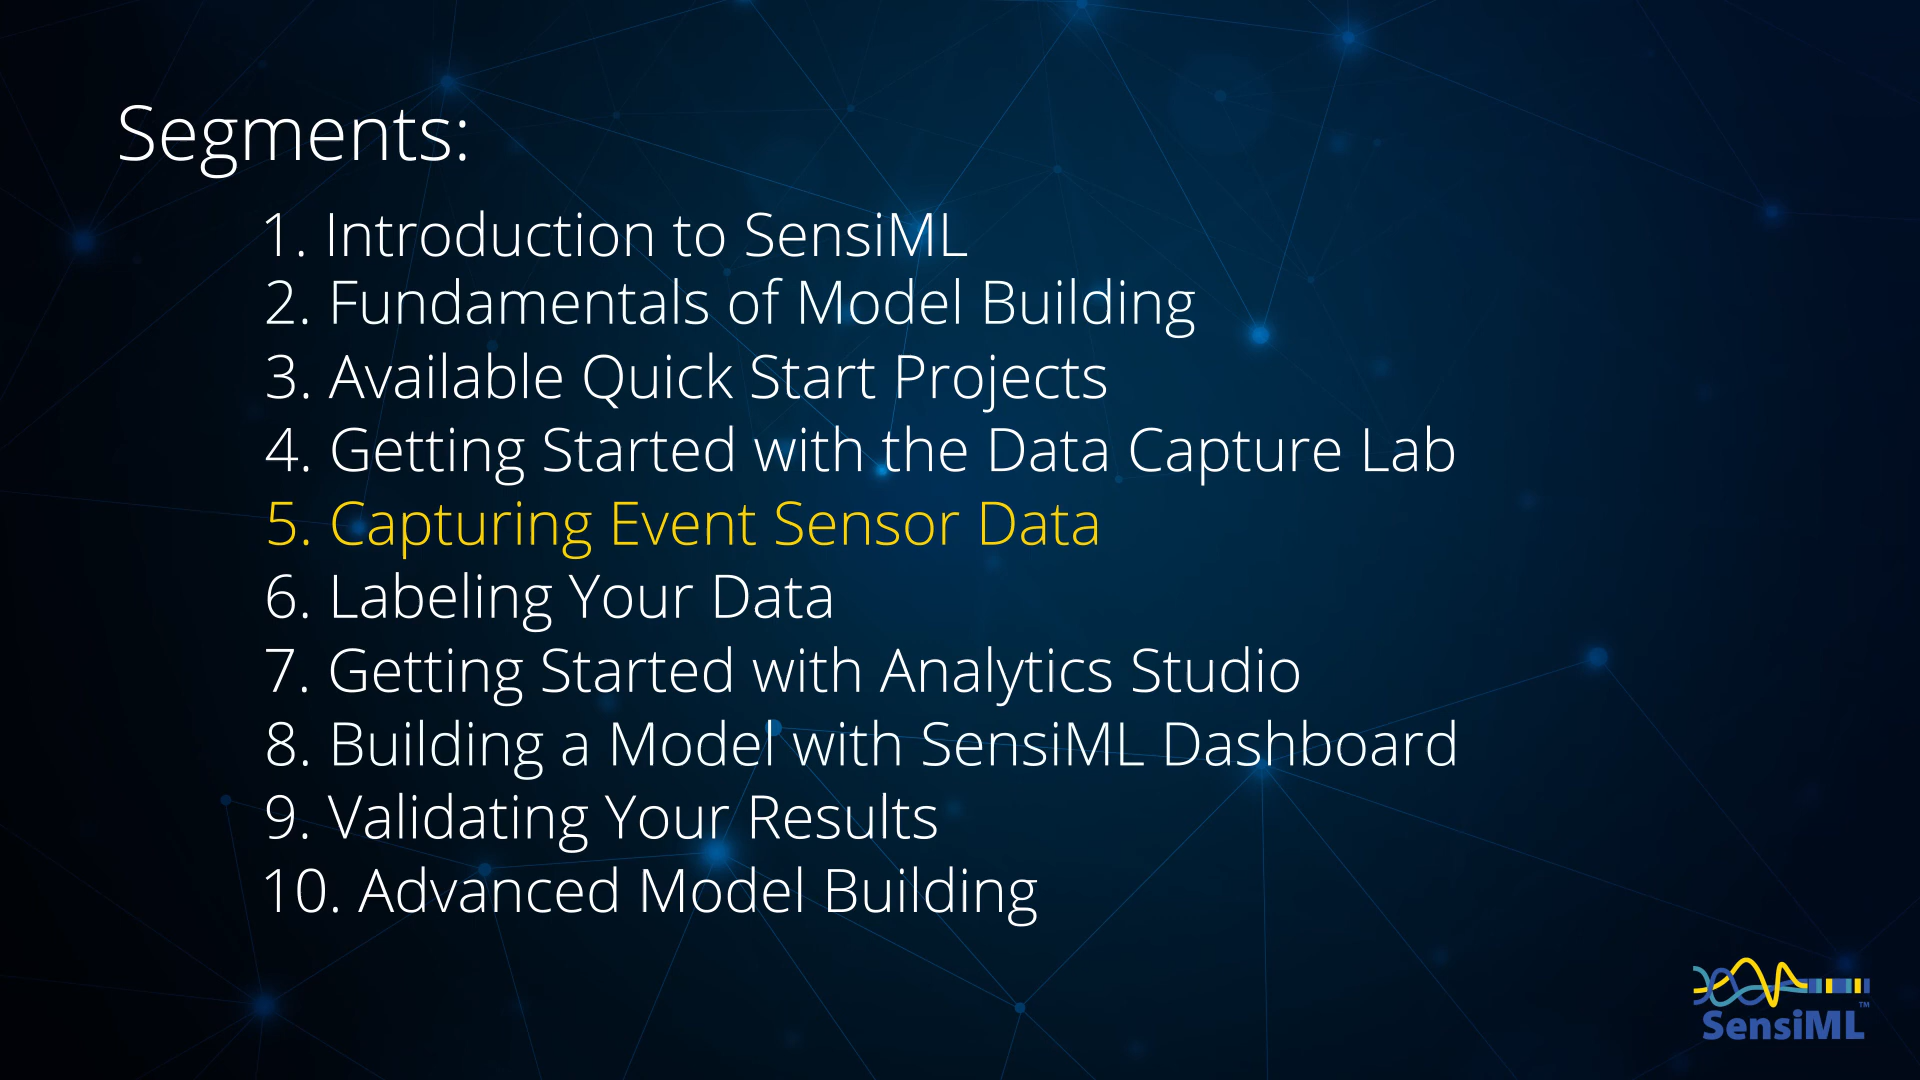 Segments:
1. Introduction to SensiML
2. Fundamentals of Model Building
3. Available Quick Start Projects
4. Getting Started with the Data Capture Lab
5. Capturing Event Sensor Data
6. Labeling Your Data
7. Getting Started with Analytics Studio
8. Building a Model with SensiML Dashboard
9. Validating Your Results
10. Advanced Model Building
TM
SensiML